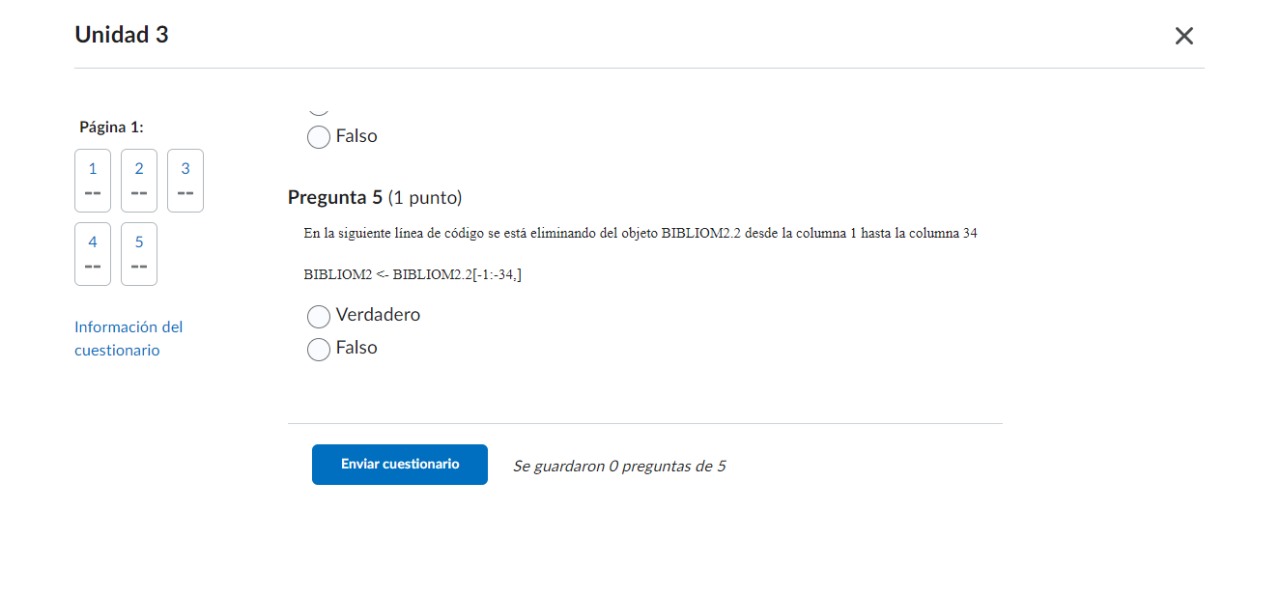 Unidad 3
Página 1:
1
--
2
--
3
--
4
--
5
--
Información del
cuestionario
Falso
Pregunta 5 (1 punto)
En la siguiente línea de código se está eliminando del objeto BIBLIOM2.2 desde la columna 1 hasta la columna 34
BIBLIOM2 <- BIBLIOM2.2[-1:-34,]
Verdadero
Falso
Enviar cuestionario
Se guardaron 0 preguntas de 5